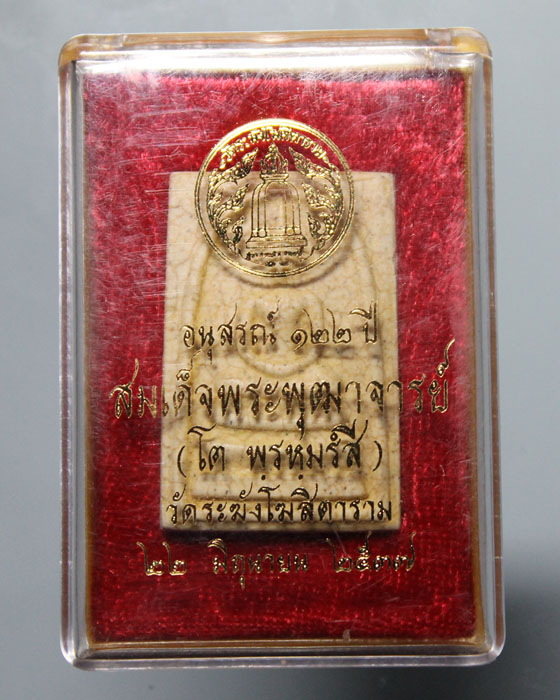 อนุสรณ์ ๑๒๒ ปี
สมเด็จพระพุฒาจารย์
(โต พฺรหฺมรํสี)
วัดระฆังโฆสิตาราม
๒๒ มิถุนายน ๒๕๓๗